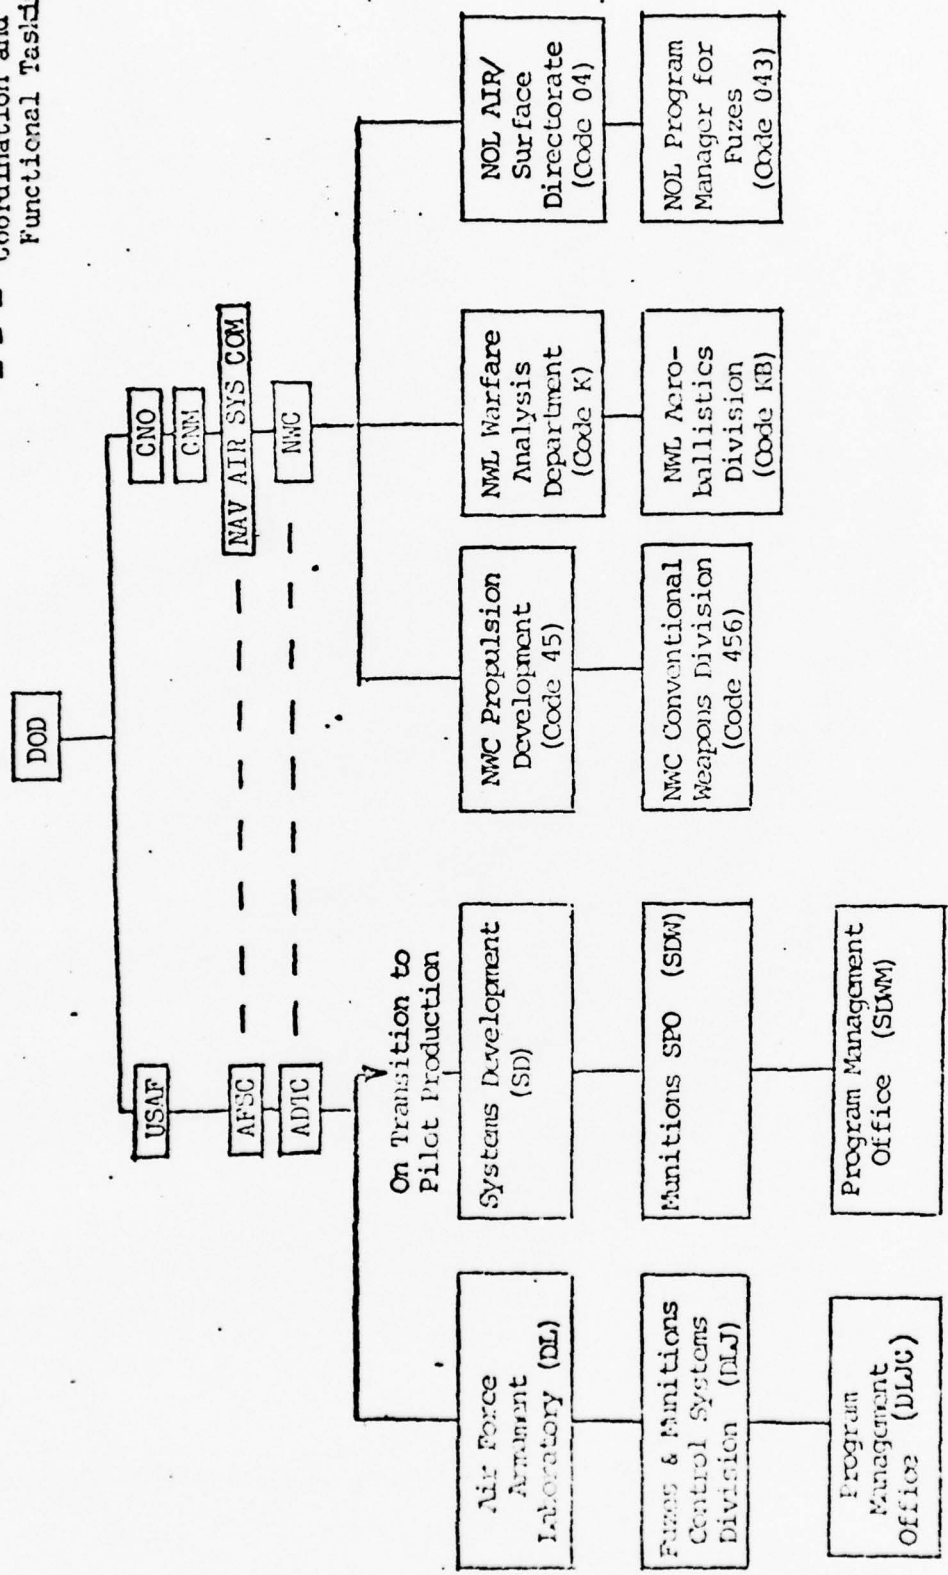 Coordination and
Functional
DOD
USAF
CNO
CNM
AFSC
NAV AIR SYS COM
ADTC
NWC
On Transition to
Pilot Production
Air Force
Armament
Laboratory (DL)
Systems Development
(SD)
NWC Propulsion
Development
(Code 45)
NWL Warfare
Analysis
Department
(Code K)
NOL AIR/
Surface
Directorate
(Code 04)
Fuzes & Munitions
Control Systems
Division (DLJ)
Munitions SPO (SDW)
NWC Conventional
Weapons Division
(Code 456)
NWL Aero-
ballistics
Division
(Code KB)
NOL Program
Manager for
Fuzes
(Code 043)
Program
Management
Office (DLJC)
Program Management
Office (SDWM)